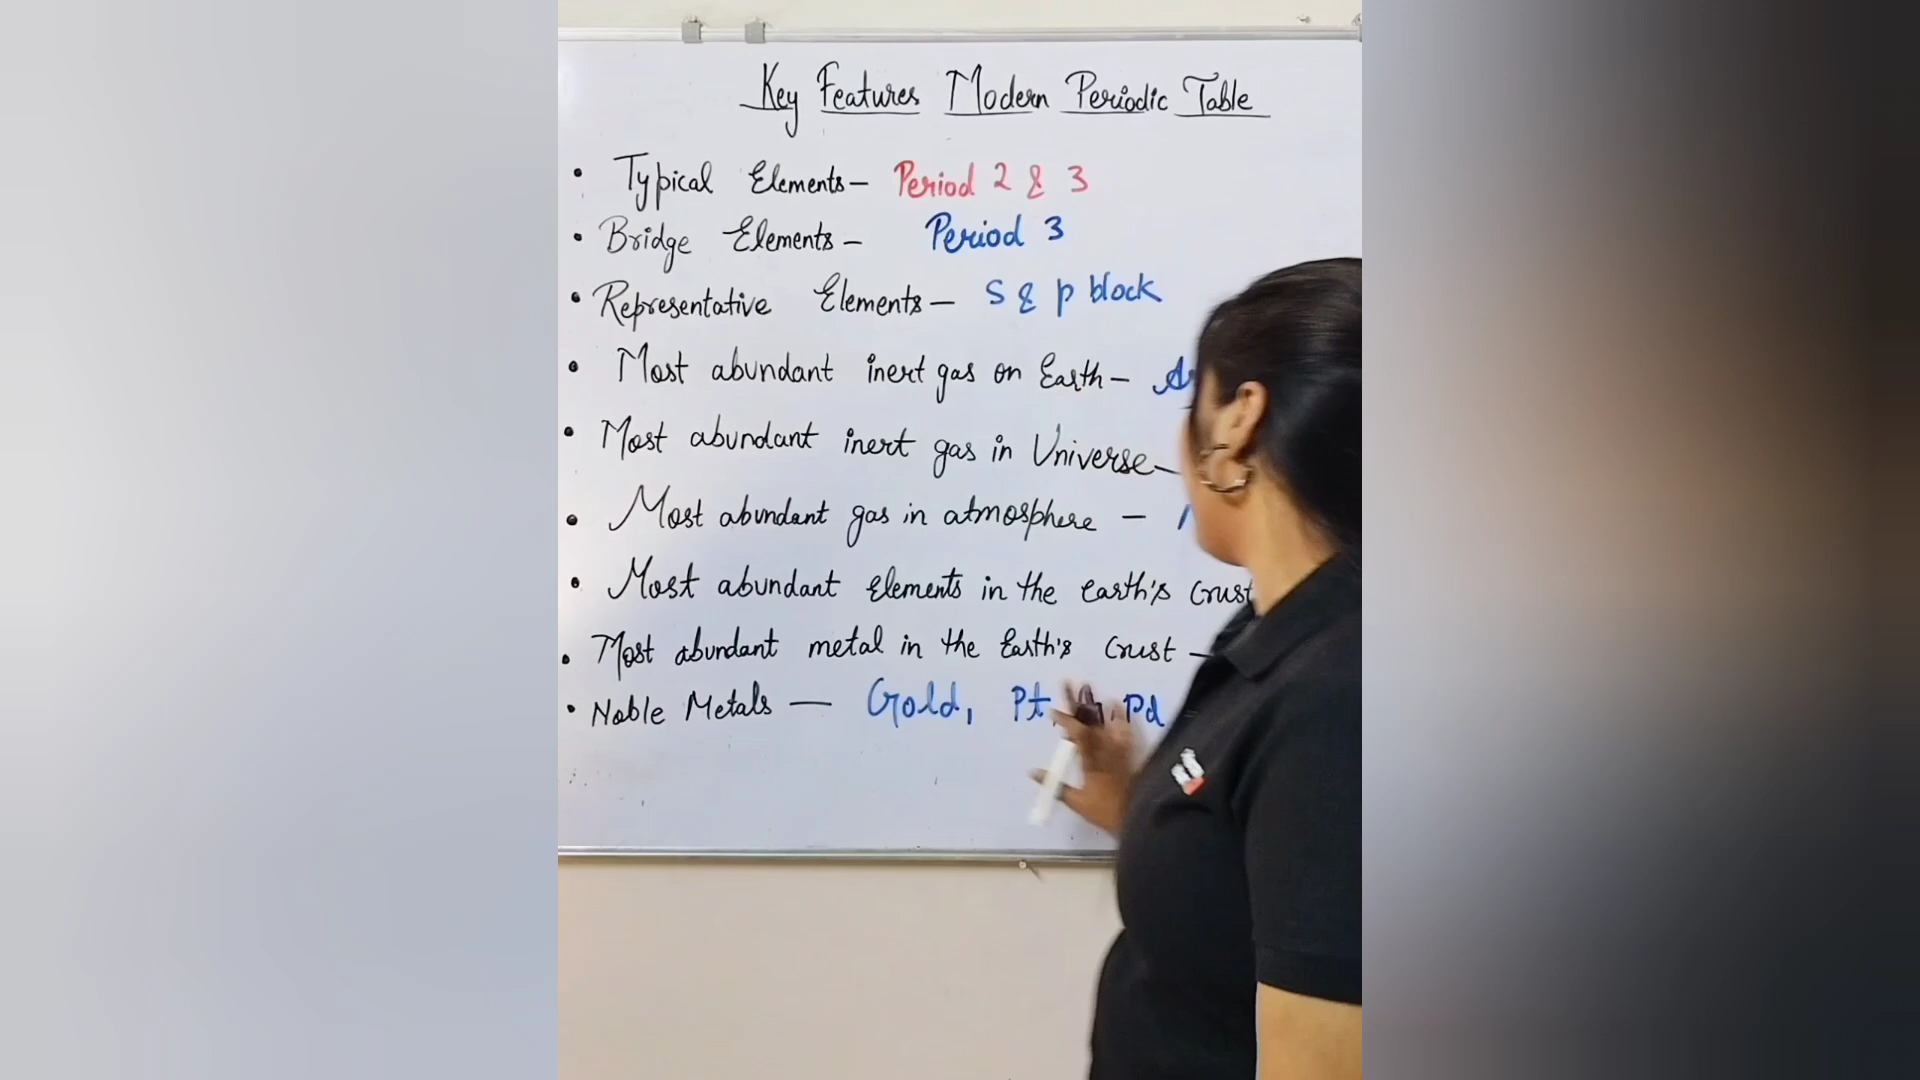 Key Features Modern Periodic Table
• Typical Elements – Period 2 & 3
• Bridge Elements – Period 3
• Representative Elements – S & p block
• Most abundant inert gas on Earth –
• Most abundant inert gas in Universe –
• Most abundant gas in atmosphere –
• Most abundant Elements in the earth's crust
• Most abundant metal in the Earth's Crust –
• Noble Metals — Gold, Pt, Pd